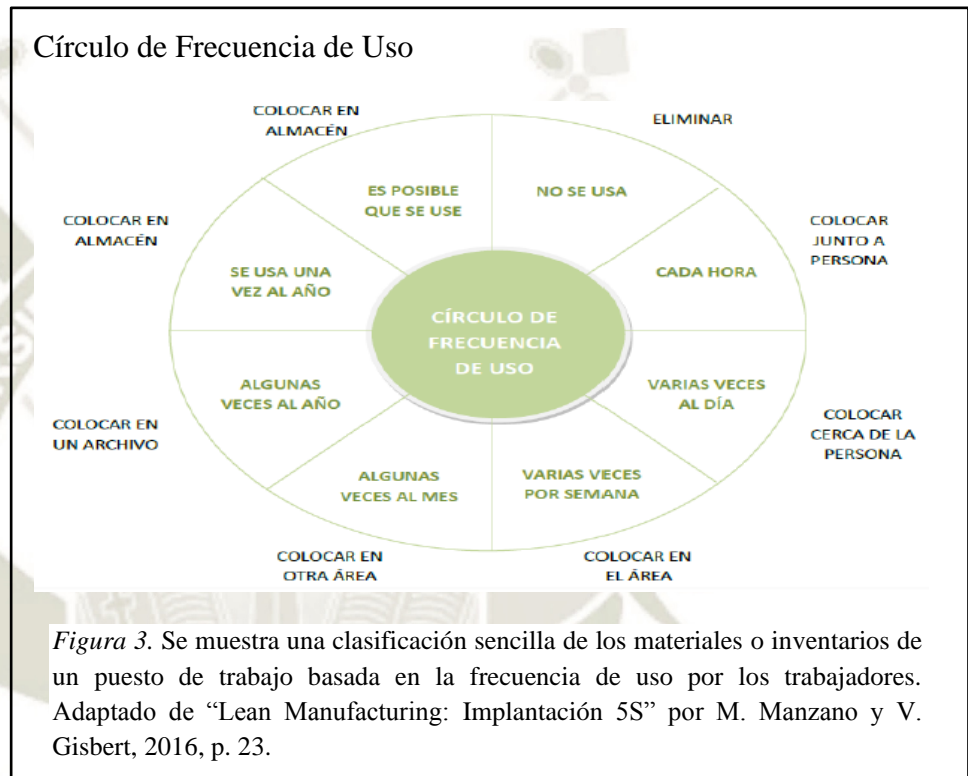 Círculo de Frecuencia de Uso
COLOCAR EN
ALMACÉN
ELIMINAR
ES POSIBLE
QUE SE USE
NO SE USA
COLOCAR EN
ALMACÉN
COLOCAR
JUNTO A
PERSONA
SE USA UNA
VEZ AL AÑO
CADA HORA
CÍRCULO DE
FRECUENCIA
DE USO
ALGUNAS
VECES AL AÑO
VARIAS VECES
AL DÍA
COLOCAR EN
UN ARCHIVO
COLOCAR
CERCA DE LA
PERSONA
ALGUNAS
VECES AL MES
VARIAS VECES
POR SEMANA
COLOCAR EN
OTRA ÁREA
COLOCAR EN
EL ÁREA
Figura 3. Se muestra una clasificación sencilla de los materiales o inventarios de
un puesto de trabajo basada en la frecuencia de uso por los trabajadores.
Adaptado de “Lean Manufacturing: Implantación 5S” por M. Manzano y V.
Gisbert, 2016, p. 23.